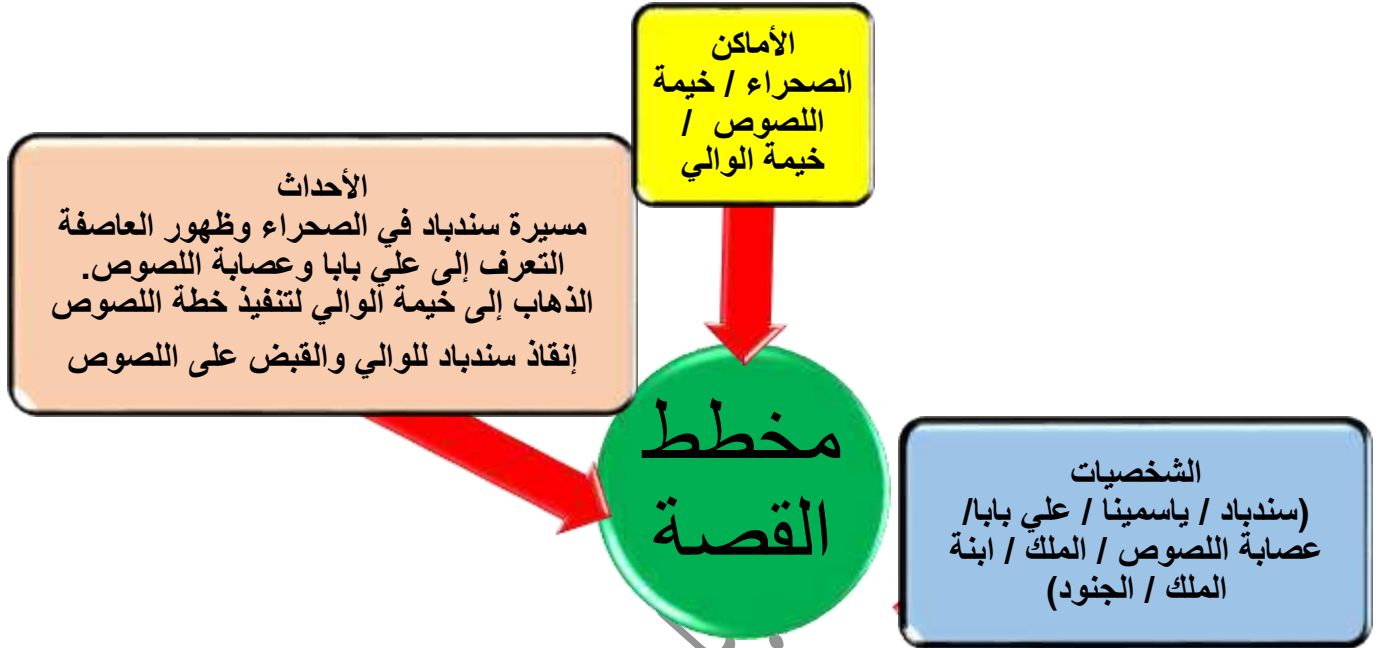 الأماكن
الصحراء / خيمة
اللصوص /
خيمة الوالي
الأحداث
مسيرة سندباد في الصحراء وظهور العاصفة
التعرف إلى علي بابا وعصابة اللصوص.
الذهاب إلى خيمة الوالي لتنفيذ خطة اللصوص
إنقاذ سندباد للوالي والقبض على اللصوص
مخطط
القصة
الشخصيات
(سندباد / ياسمينا / علي بابا/
عصابة اللصوص / الملك / ابنة
الملك / الجنود)